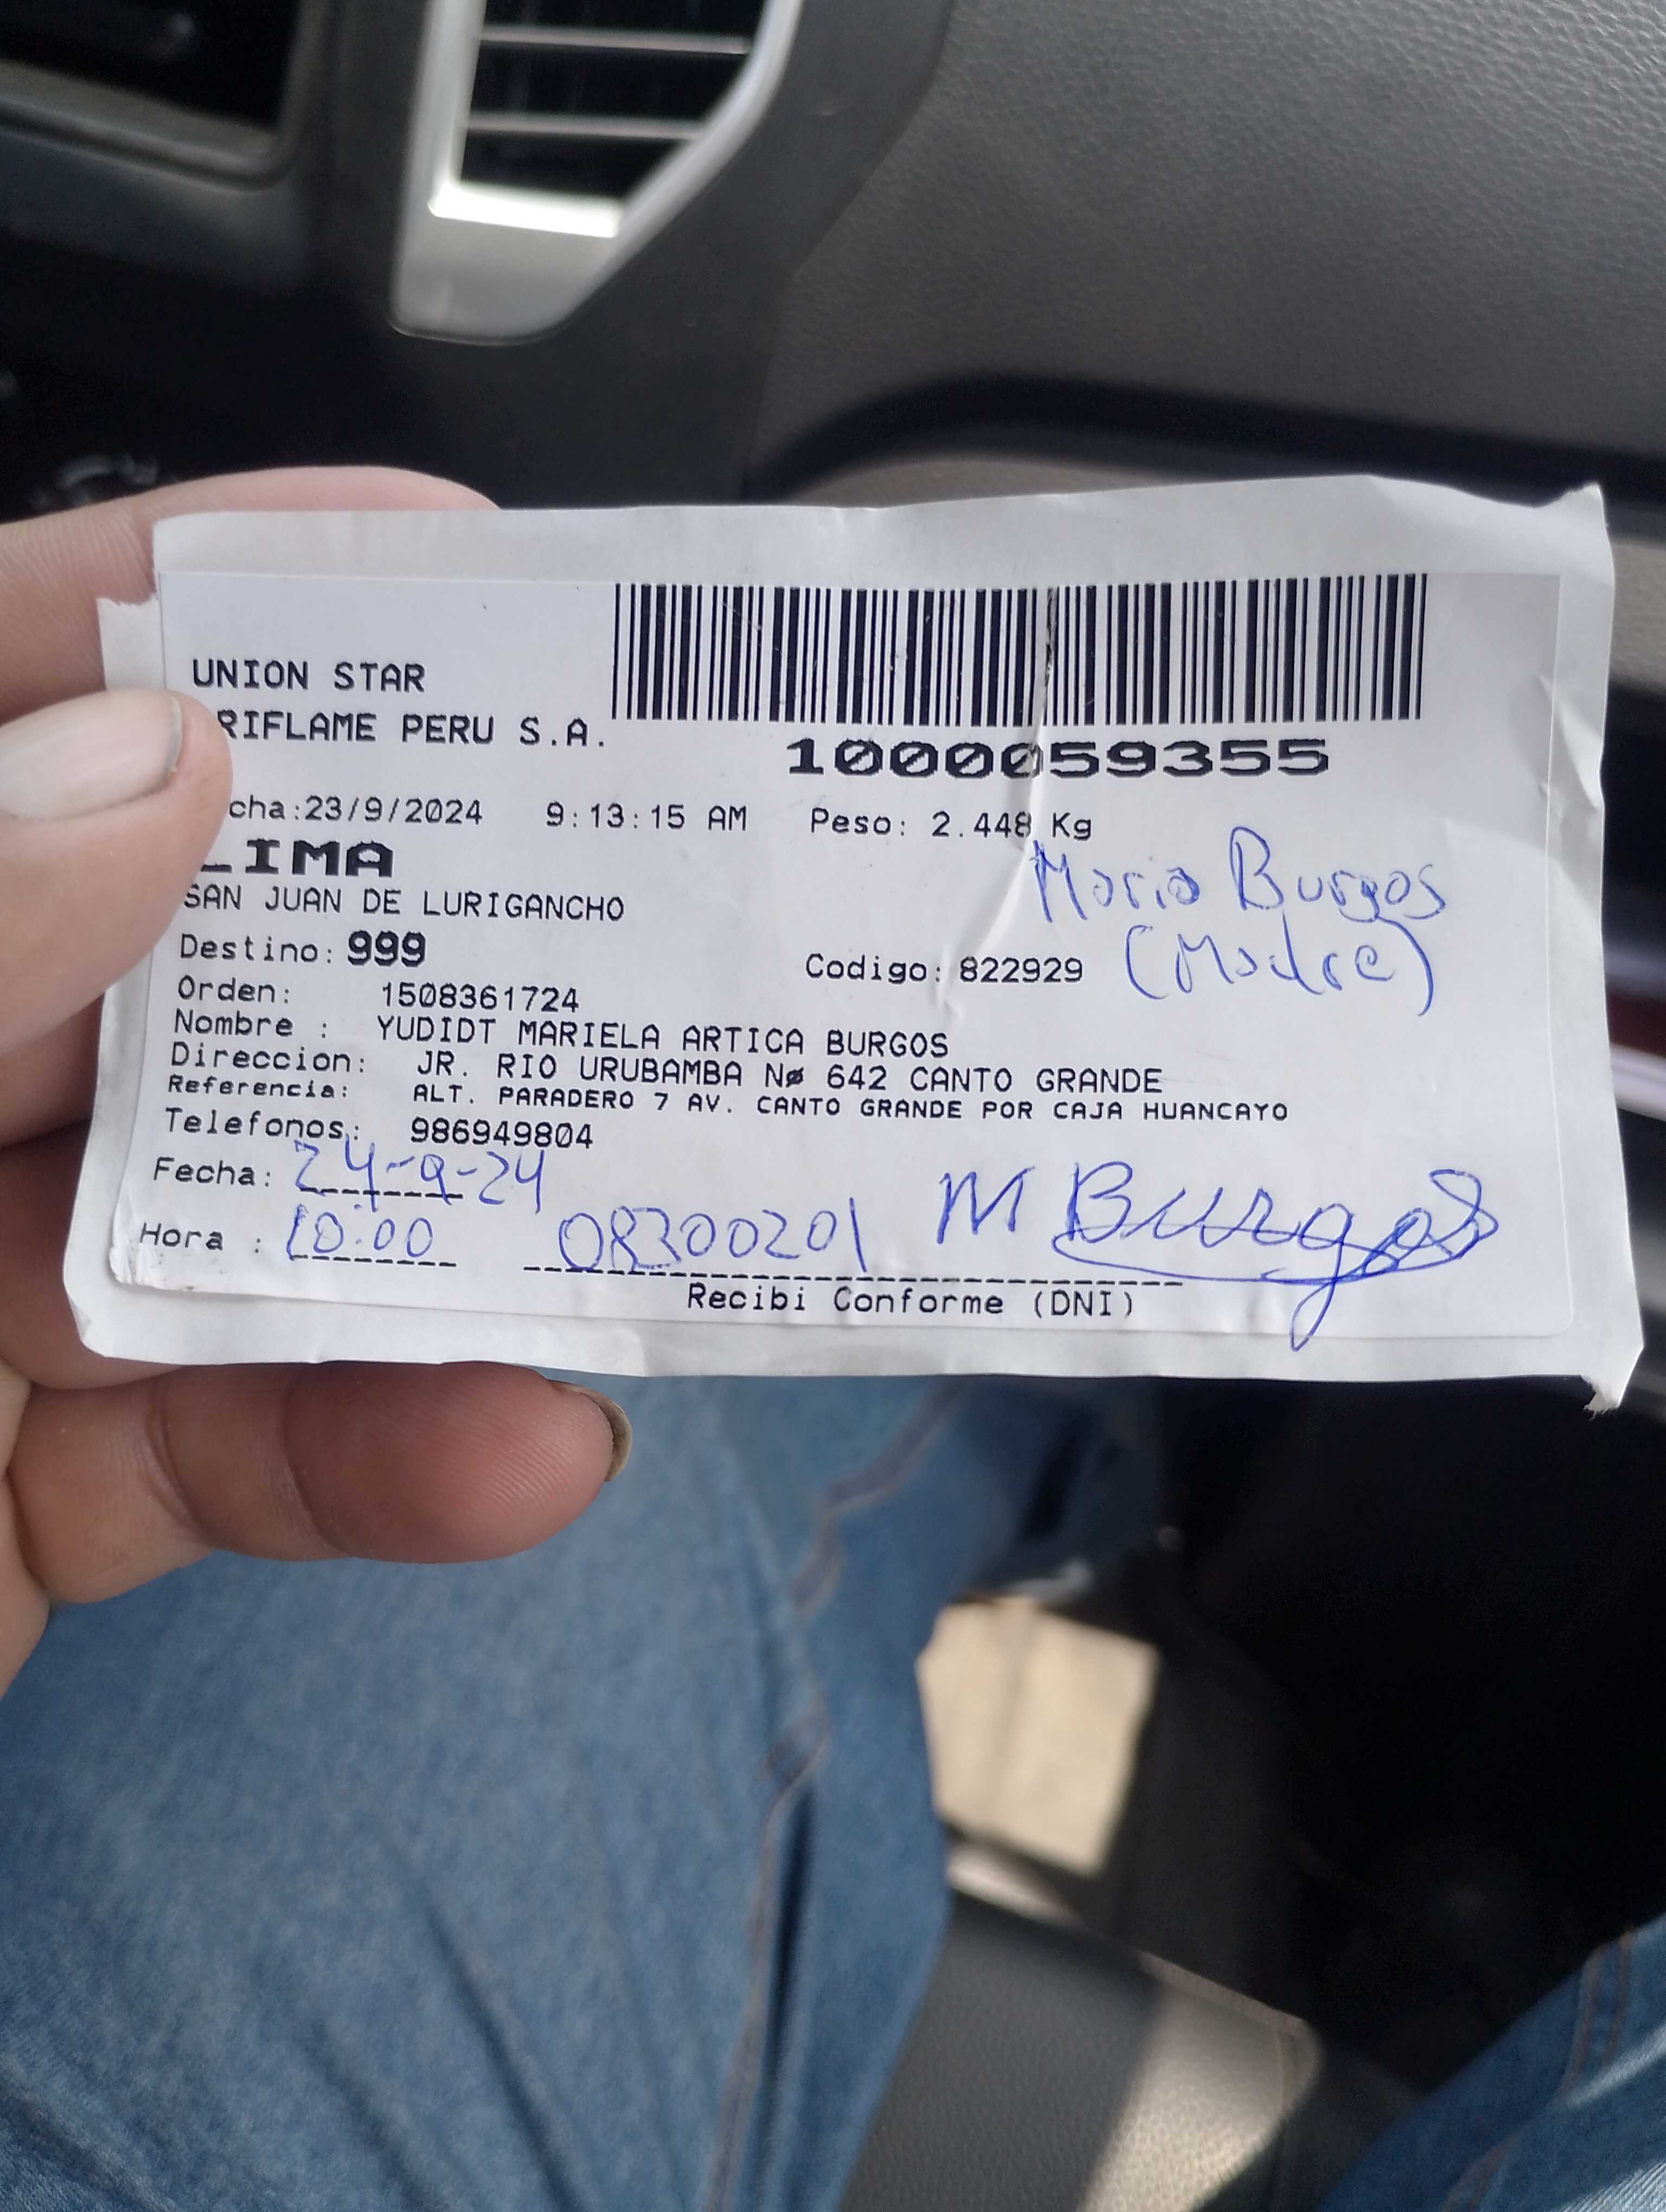 UNION STAR
RIFLAME PERU S.A.
1000059355
cha:23/9/2024 9:13:15 AM Peso: 2.448 Kg
LIMA
Maria Burgos
SAN JUAN DE LURIGANCHO
(Madre)
Destino: 999 Codigo: 822929
Orden: 1508361724
Nombre : YUDIDT MARIELA ARTICA BURGOS
Direccion: JR. RIO URUBAMBA Nø 642 CANTO GRANDE
Referencia: ALT. PARADERO 7 AV. CANTO GRANDE POR CAJA HUANCAYO
Telefonos: 986949804
Fecha: 24-9-24
Hora : 10:00 08300201 M Burgos
Recibi Conforme (DNI)